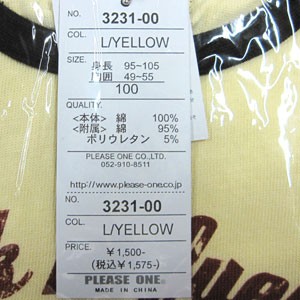 NO. 3231-00
COL. L/YELLOW
SIZE. 身長 95~105
胸囲 49~55
100
QUALITY.
<本体> 綿 100%
<附属> 綿 95%
ポリウレタン 5%
PLEASE ONE CO.,LTD.
052-910-8511
http://www.please-one.co.jp
NO. 3231-00
COL. L/YELLOW
PRICE. ¥1,500-
(税込¥1,575-)
PLEASE ONE.
MADE IN CHINA